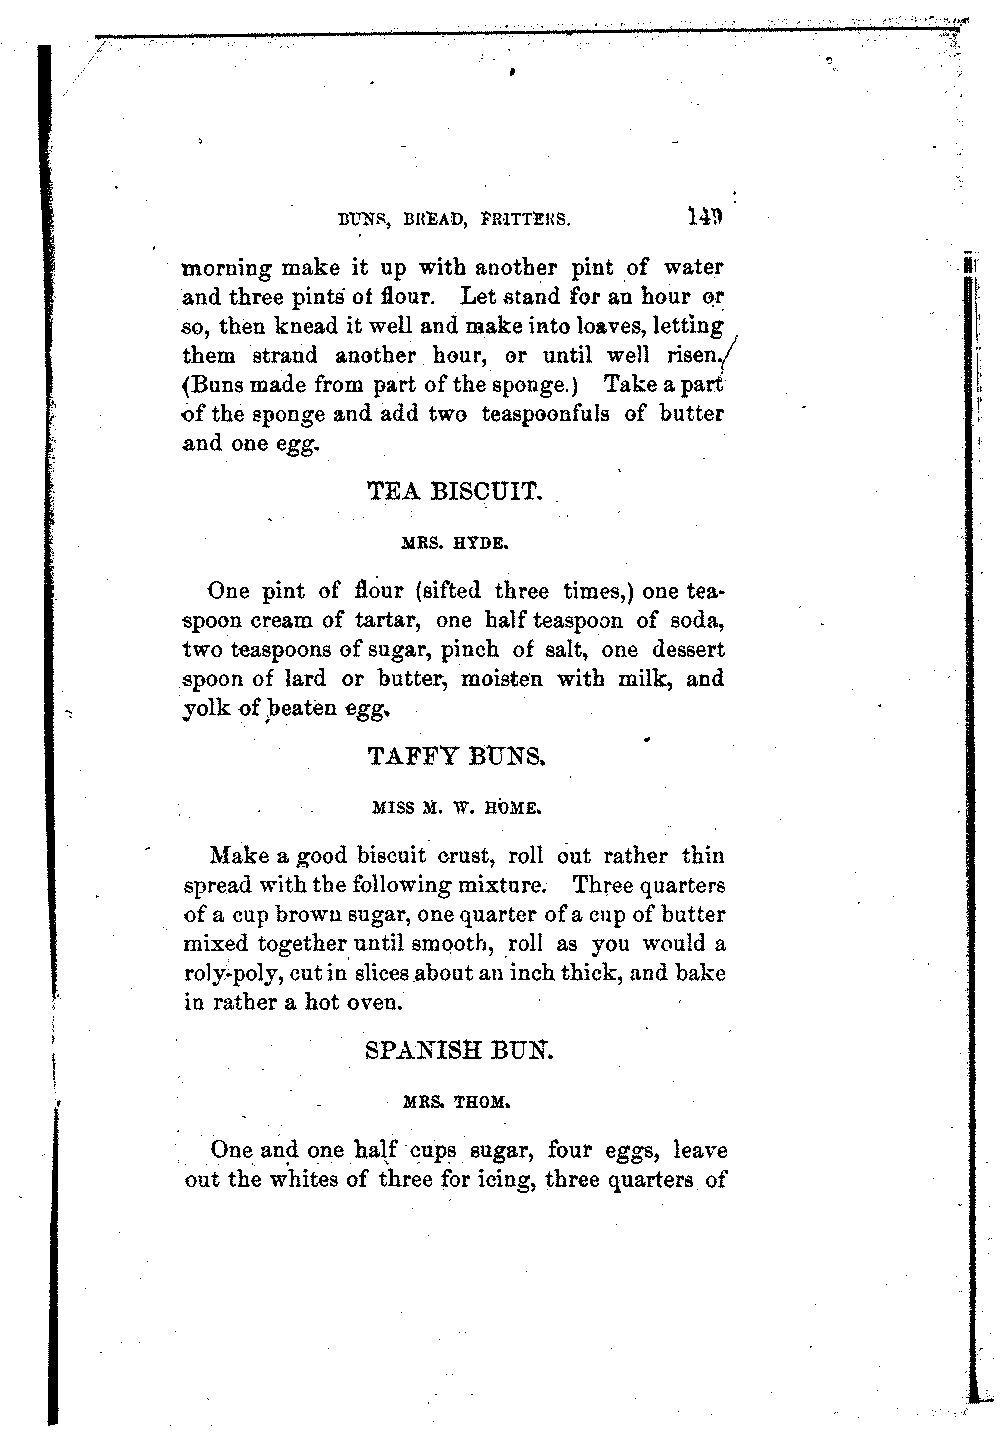 BUNS, BREAD, FRITTERS. 149
morning make it up with another pint of water
and three pints of flour. Let stand for an hour or
so, then knead it well and make into loaves, letting
them strand another hour, or until well risen.
(Buns made from part of the sponge.) Take a part
of the sponge and add two teaspoonfuls of butter
and one egg.
TEA BISCUIT.
MRS. HYDE.
One pint of flour (sifted three times,) one tea-
spoon cream of tartar, one half teaspoon of soda,
two teaspoons of sugar, pinch of salt, one dessert
spoon of lard or butter, moisten with milk, and
yolk of beaten egg.
TAFFY BUNS.
MISS M. W. HOME.
Make a good biscuit crust, roll out rather thin
spread with the following mixture. Three quarters
of a cup brown sugar, one quarter of a cup of butter
mixed together until smooth, roll as you would a
roly-poly, cut in slices about an inch thick, and bake
in rather a hot oven.
SPANISH BUN.
MRS. THOM.
One and one half cups sugar, four eggs, leave
out the whites of three for icing, three quarters of